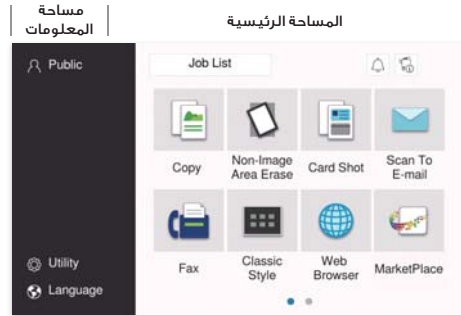 مساحة
المعلومات
المساحة الرئيسية
Public
Job List
Copy
Non-Image
Area Erase
Card Shot
Scan To
E-mail
Fax
Classic
Style
Web
Browser
MarketPlace
Utility
Language